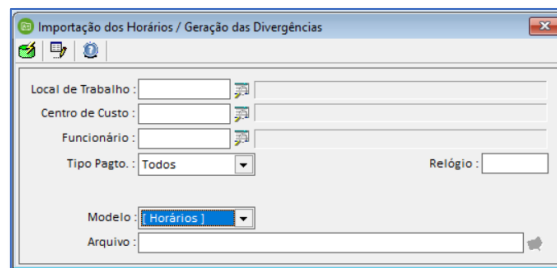 Importação dos Horários / Geração das Divergências
Local de Trabalho :
Centro de Custo :
Funcionário :
Tipo Pagto. : Todos Relógio :
Modelo : [ Horários ]
Arquivo :